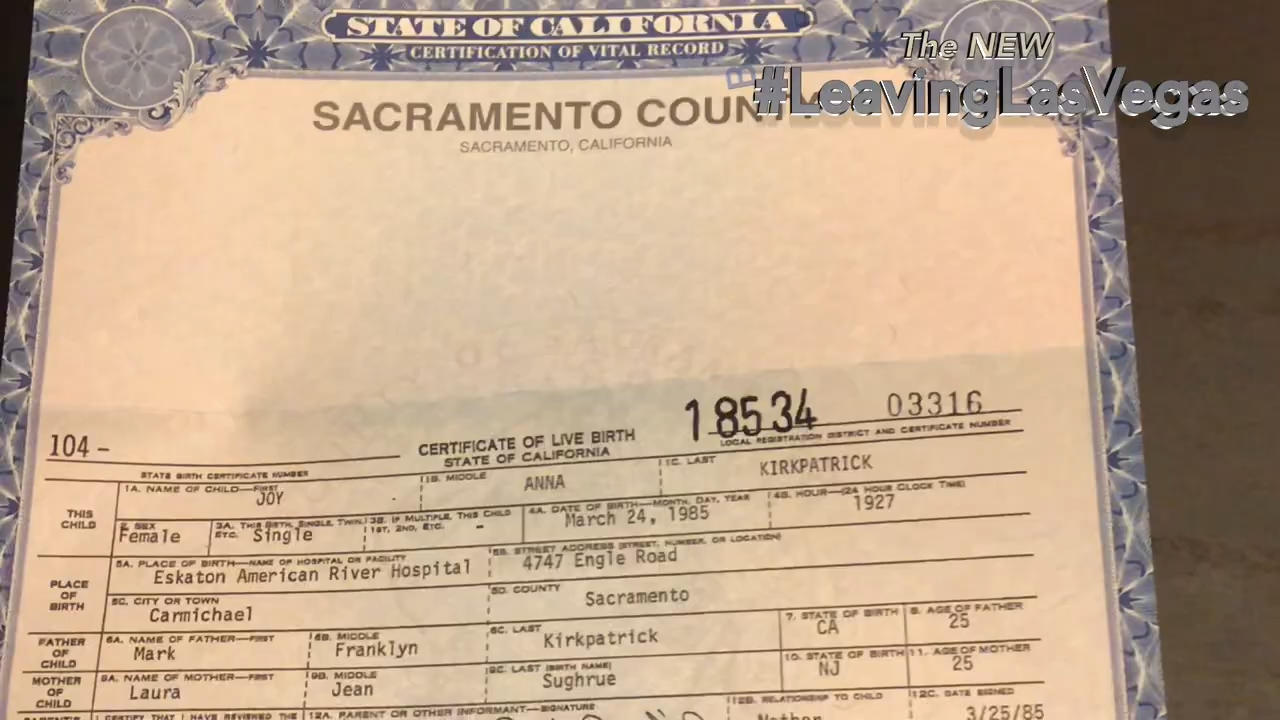 STATE OF CALIFORNIA
CERTIFICATION OF VITAL RECORD
The NEW
#LeavingLasVegas
SACRAMENTO COUN
SACRAMENTO, CALIFORNIA
18534 03316
104 –
CERTIFICATE OF LIVE BIRTH
LOCAL REGISTRATION DISTRICT AND CERTIFICATE NUMBER
STATE BIRTH CERTIFICATE NUMBER
STATE OF CALIFORNIA
THIS CHILD
1A. NAME OF CHILD—FIRST 1B. MIDDLE 1C. LAST
JOY ANNA KIRKPATRICK
2. SEX 3A. THIS BIRTH, SINGLE, TWIN, ETC. 3B. IF MULTIPLE, THIS CHILD 1ST, 2ND, ETC. 4A. DATE OF BIRTH—MONTH, DAY, YEAR 4B. HOUR—(24 HOUR CLOCK TIME)
Female Single - March 24, 1985 1927
PLACE OF BIRTH
5A. PLACE OF BIRTH—NAME OF HOSPITAL OR FACILITY 5B. STREET ADDRESS (STREET, NUMBER, OR LOCATION)
Eskaton American River Hospital 4747 Engle Road
5C. CITY OR TOWN 5D. COUNTY
Carmichael Sacramento
FATHER OF CHILD
6A. NAME OF FATHER—FIRST 6B. MIDDLE 6C. LAST 7. STATE OF BIRTH 8. AGE OF FATHER
Mark Franklyn Kirkpatrick CA 25
MOTHER OF CHILD
9A. NAME OF MOTHER—FIRST 9B. MIDDLE 9C. LAST (BIRTH NAME) 10. STATE OF BIRTH 11. AGE OF MOTHER
Laura Jean Sughrue NJ 25
I CERTIFY THAT I HAVE REVIEWED THE 12A. PARENT OR OTHER INFORMANT—SIGNATURE 12B. RELATIONSHIP TO CHILD 12C. DATE SIGNED
Mother 3/25/85